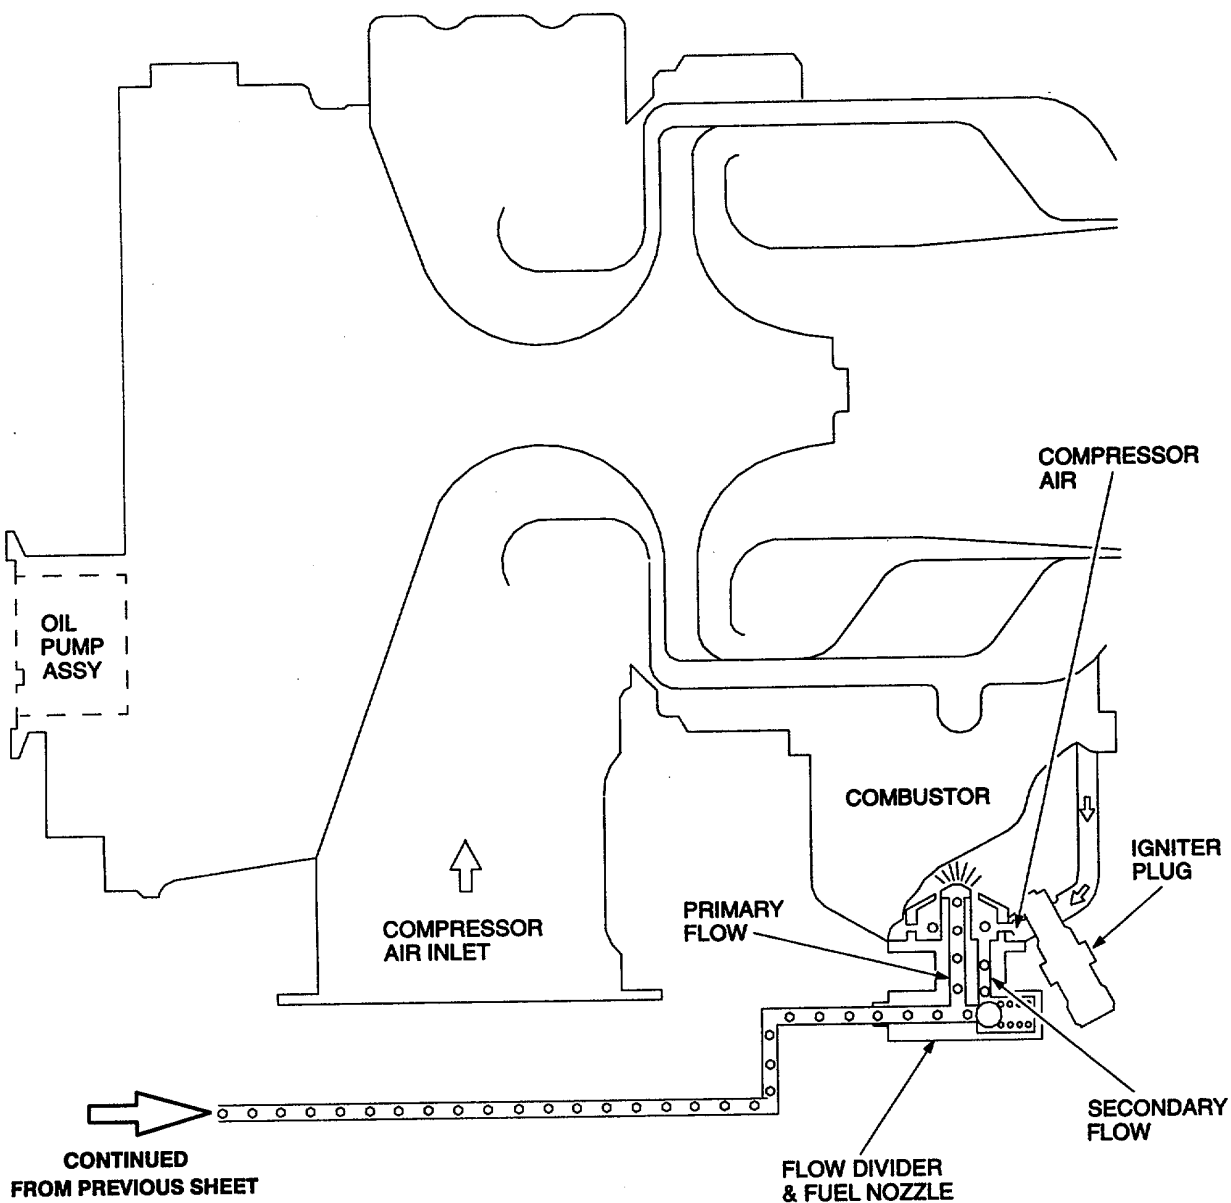 COMPRESSOR
AIR
OIL
PUMP
ASSY
COMBUSTOR
IGNITER
PLUG
PRIMARY
FLOW
COMPRESSOR
AIR INLET
SECONDARY
FLOW
CONTINUED
FROM PREVIOUS SHEET
FLOW DIVIDER
& FUEL NOZZLE